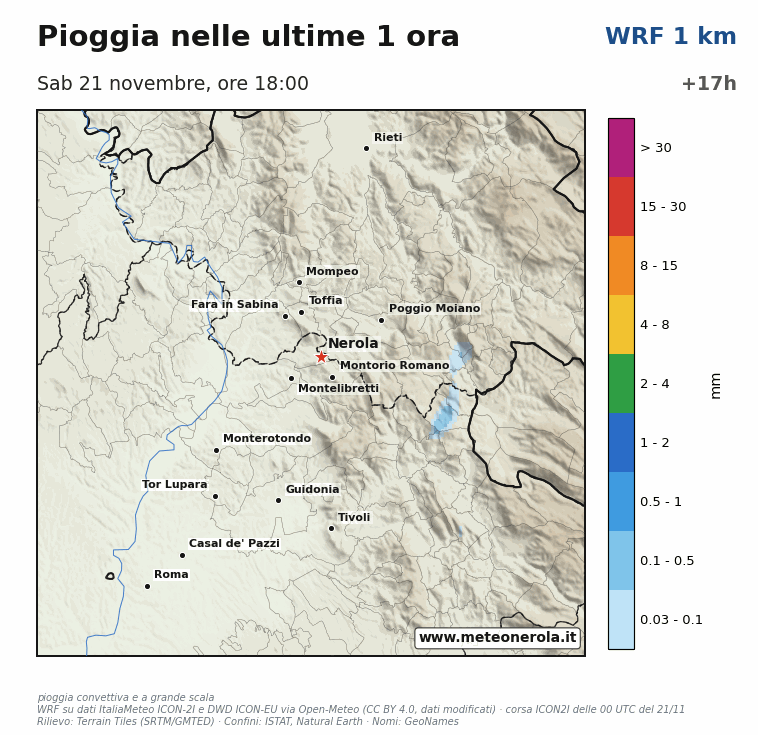 Pioggia nelle ultime 1 ora
WRF 1 km
Sab 21 novembre, ore 18:00
+17h
Rieti
Mompeo
Toffia
Fara in Sabina
Poggio Moiano
Nerola
Montorio Romano
Montelibretti
Monterotondo
Tor Lupara
Guidonia
Tivoli
Casal de' Pazzi
Roma
www.meteonerola.it
> 30
15 - 30
8 - 15
4 - 8
2 - 4
1 - 2
0.5 - 1
0.1 - 0.5
0.03 - 0.1
mm
pioggia convettiva e a grande scala
WRF su dati ItaliaMeteo ICON-2I e DWD ICON-EU via Open-Meteo (CC BY 4.0, dati modificati) · corsa ICON2I delle 00 UTC del 21/11
Rilievo: Terrain Tiles (SRTM/GMTED) · Confini: ISTAT, Natural Earth · Nomi: GeoNames